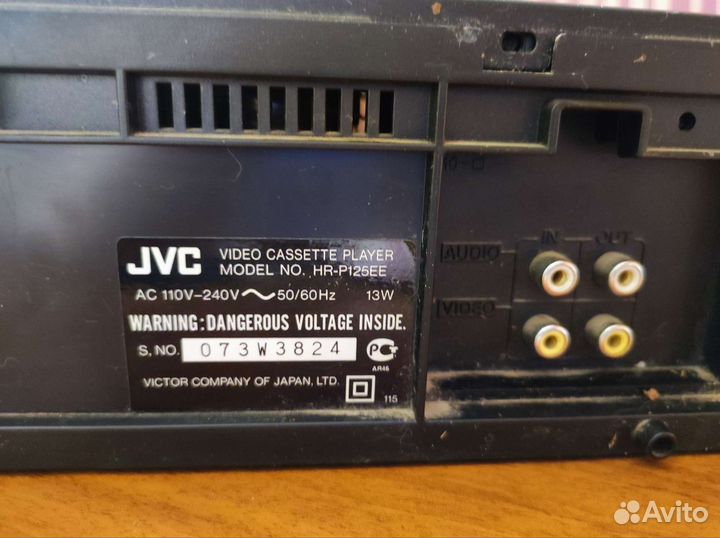 JVC VIDEO CASSETTE PLAYER
MODEL NO. HR-P125EE
AC 110V-240V 50/60Hz 13W
WARNING: DANGEROUS VOLTAGE INSIDE.
S, NO. 073W3824
AR46
VICTOR COMPANY OF JAPAN, LTD.
115
IN OUT
AUDIO
VIDEO
Avito